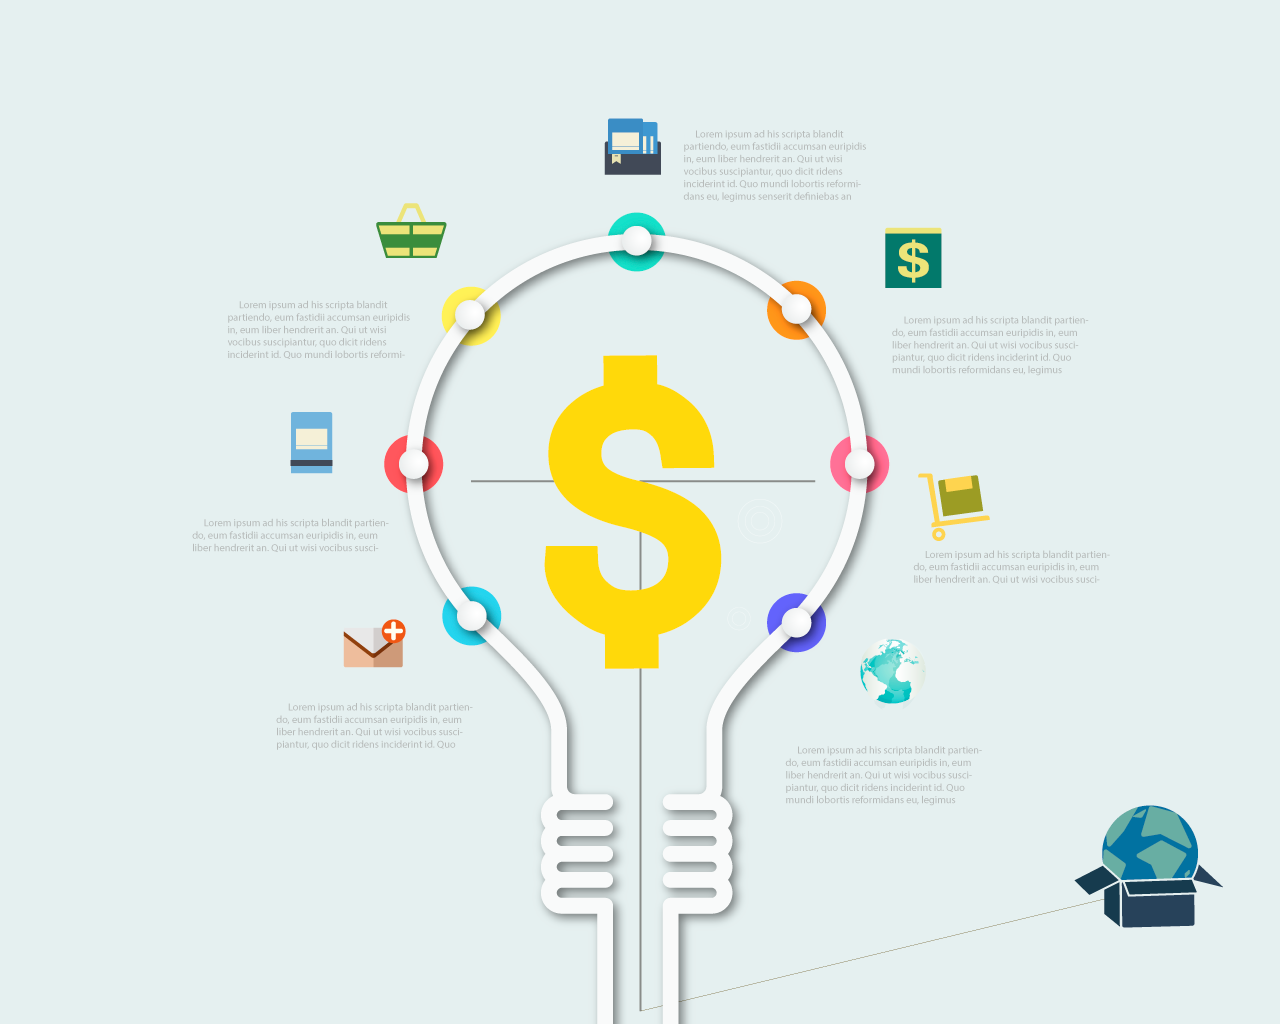 Lorem ipsum ad his scripta blandit
partiendo, eum fastidii accumsan euripidis
in, eum liber hendrerit an. Qui ut wisi
vocibus suscipiantur, quo dicit ridens
inciderint id. Quo mundi lobortis reformi-
dans eu, legimus senserit definiebas an
$
Lorem ipsum ad his scripta blandit
partiendo, eum fastidii accumsan euripidis
in, eum liber hendrerit an. Qui ut wisi
vocibus suscipiantur, quo dicit ridens
inciderint id. Quo mundi lobortis reformi-
Lorem ipsum ad his scripta partien-
do, eum fastidii accumsan euripidis in, eum
liber hendrerit an. Qui ut wisi vocibus susci-
piantur, quo dicit ridens inciderint id. Quo
mundi lobortis reformidans eu, legimus
$
Lorem ipsum ad his scripta blandit partien-
do, eum fastidii accumsan euripidis in, eum
liber hendrerit an. Qui ut wisi vocibus susci-
Lorem ipsum ad his scripta blandit partien-
do, eum fastidii accumsan euripidis in, eum
liber hendrerit an. Qui ut wisi vocibus susci-
Lorem ipsum ad his scripta blandit partien-
do, eum fastidii accumsan euripidis in, eum
liber hendrerit an. Qui ut wisi vocibus susci-
piantur, quo dicit ridens inciderint id. Quo
Lorem ipsum ad his scripta blandit partien-
do, eum fastidii accumsan euripidis in, eum
liber hendrerit an. Qui ut wisi vocibus susci-
piantur, quo dicit ridens inciderint id. Quo
mundi lobortis reformidans eu, legimus